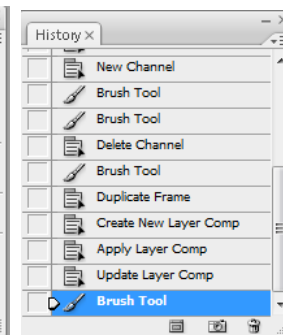 History
New Channel
Brush Tool
Brush Tool
Delete Channel
Brush Tool
Duplicate Frame
Create New Layer Comp
Apply Layer Comp
Update Layer Comp
Brush Tool